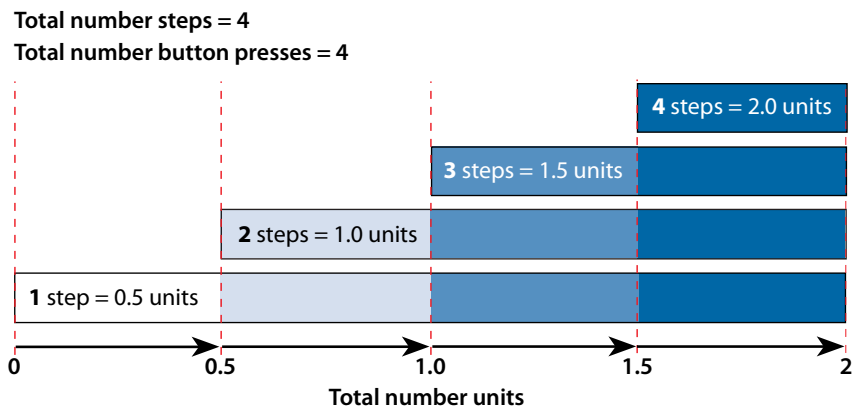 Total number steps = 4
Total number button presses = 4
4 steps = 2.0 units
3 steps = 1.5 units
2 steps = 1.0 units
1 step = 0.5 units
0 0.5 1.0 1.5 2
Total number units